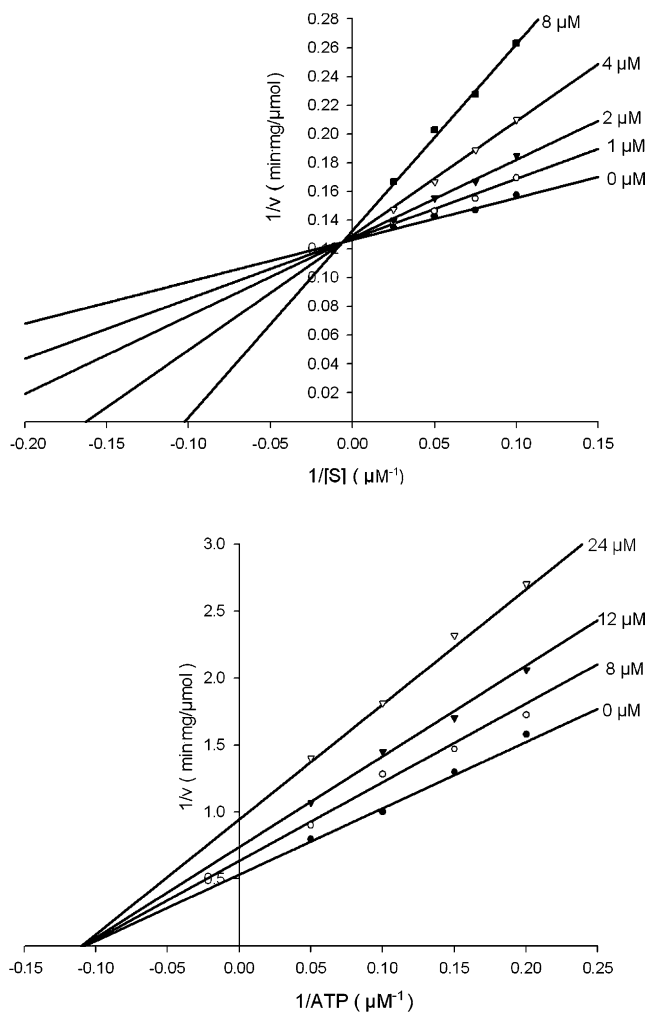 0.28
0.26
0.24
0.22
0.20
0.18
0.16
0.14
0.10
0.08
0.06
0.04
0.02
1/v ( min·mg/µmol)
8 µM
4 µM
2 µM
1 µM
0 µM
-0.20 -0.15 -0.10 -0.05 0.00 0.05 0.10 0.15
1/[S] ( µM-1)
3.0
2.5
2.0
1.5
1.0
0.5
1/v ( min·mg/µmol)
24 µM
12 µM
8 µM
0 µM
-0.15 -0.10 -0.05 0.00 0.05 0.10 0.15 0.20 0.25
1/ATP ( µM-1)